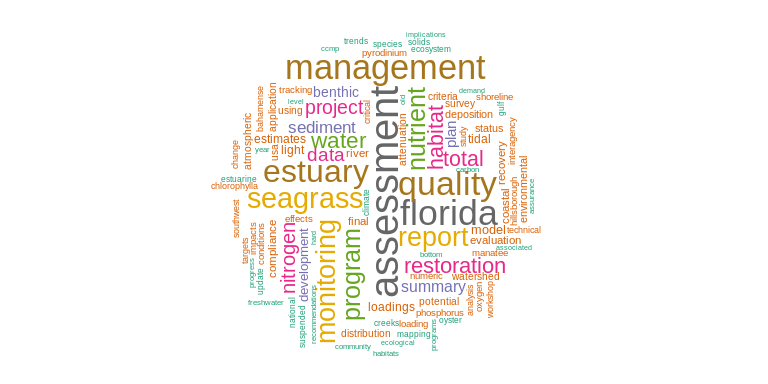 implications
trends
species
solids
ccmp
ecosystem
pyrodinium
management
tracking
benthic
level
application
bahamense
using
project
critical
old
nutrient
criteria
demand
shoreline
survey
gulf
deposition
sediment
water
attenuation
habitat
plan
study
status
tidal
interagency
change
atmospheric
estimates
usa
light
data
river
year
total
recovery
carbon
estuary
assessment
quality
environmental
estuarine
chlorophylla
seagrass
climate
florida
coastal
hillsborough
assurance
southwest
effects
final
report
model
technical
evaluation
associated
targets
impacts
conditions
compliance
nitrogen
hard
monitoring
program
bottom
manatee
restoration
progress
update
development
numeric
watershed
summary
analysis
oxygen
workshop
freshwater
national
suspended
recommendations
loadings
potential
phosphorus
creeks
loading
oyster
programs
distribution
mapping
ecological
community
habitats